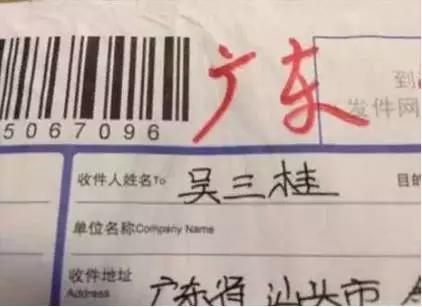 广东
5067096
到
发件网
收件人姓名To 吴三桂
目的
单位名称Company Name
收件地址
Address
广东省 汕头市